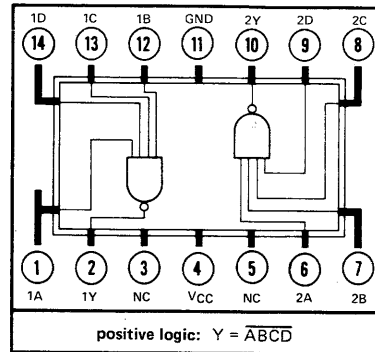 1D 1C 1B GND 2Y 2D 2C
14 13 12 11 10 9 8
1 2 3 4 5 6 7
1A 1Y NC VCC NC 2A 2B
positive logic: Y = A̅B̅C̅D̅